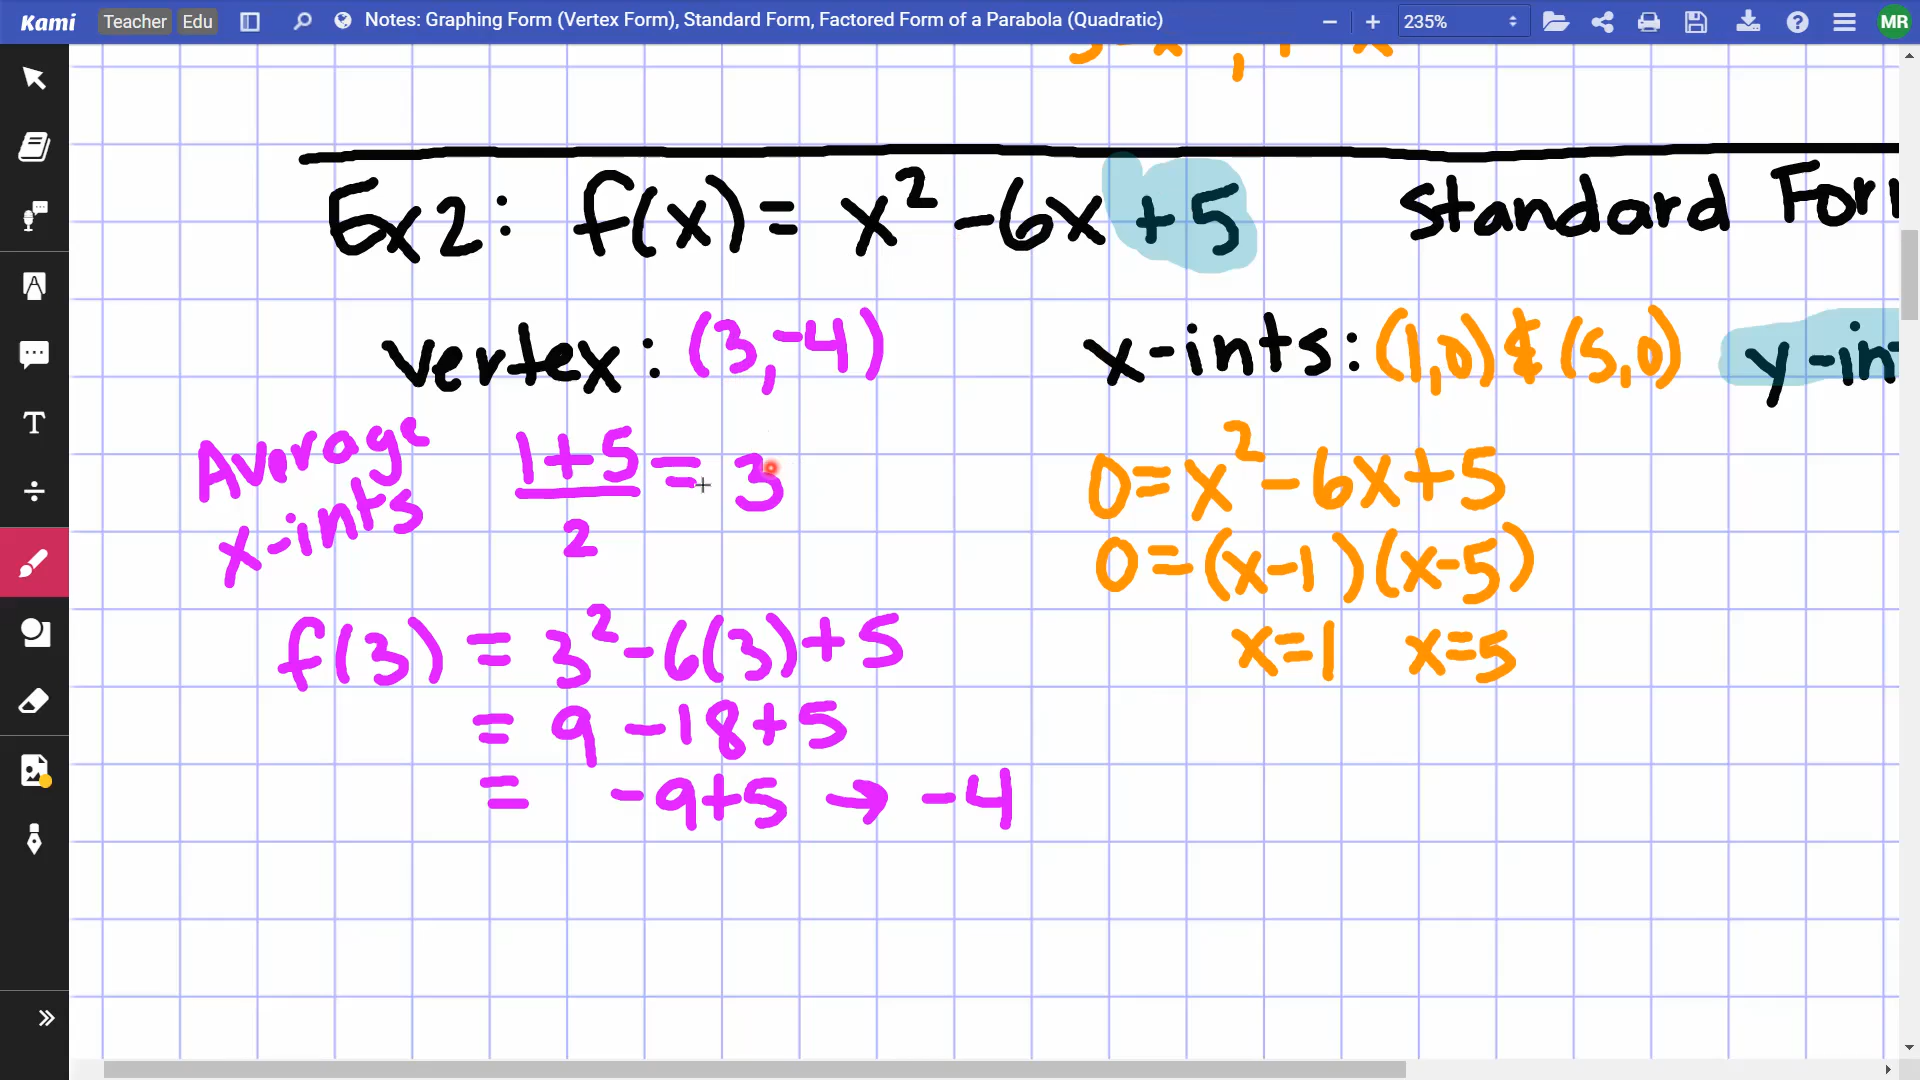 Kami Teacher Edu Notes: Graphing Form (Vertex Form), Standard Form, Factored Form of a Parabola (Quadratic) 235% MR
Ex2: f(x) = x² -6x +5 standard For
vertex: (3,-4) x-ints: (1,0) & (5,0) y-in
Average x-ints
1+5/2 = 3
f(3) = 3² -6(3)+5
= 9 -18+5
= -9+5 → -4
0= x² -6x+5
0=(x-1)(x-5)
x=1 x=5